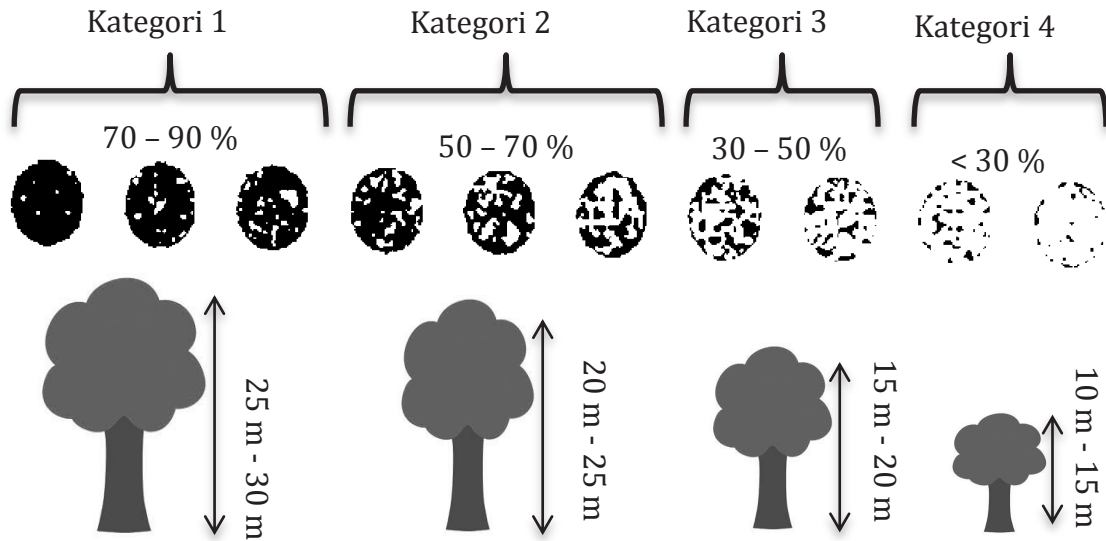 Kategori 1
Kategori 2
Kategori 3
Kategori 4
70 – 90 %
50 – 70 %
30 – 50 %
< 30 %
25 m - 30 m
20 m - 25 m
15 m - 20 m
10 m - 15 m